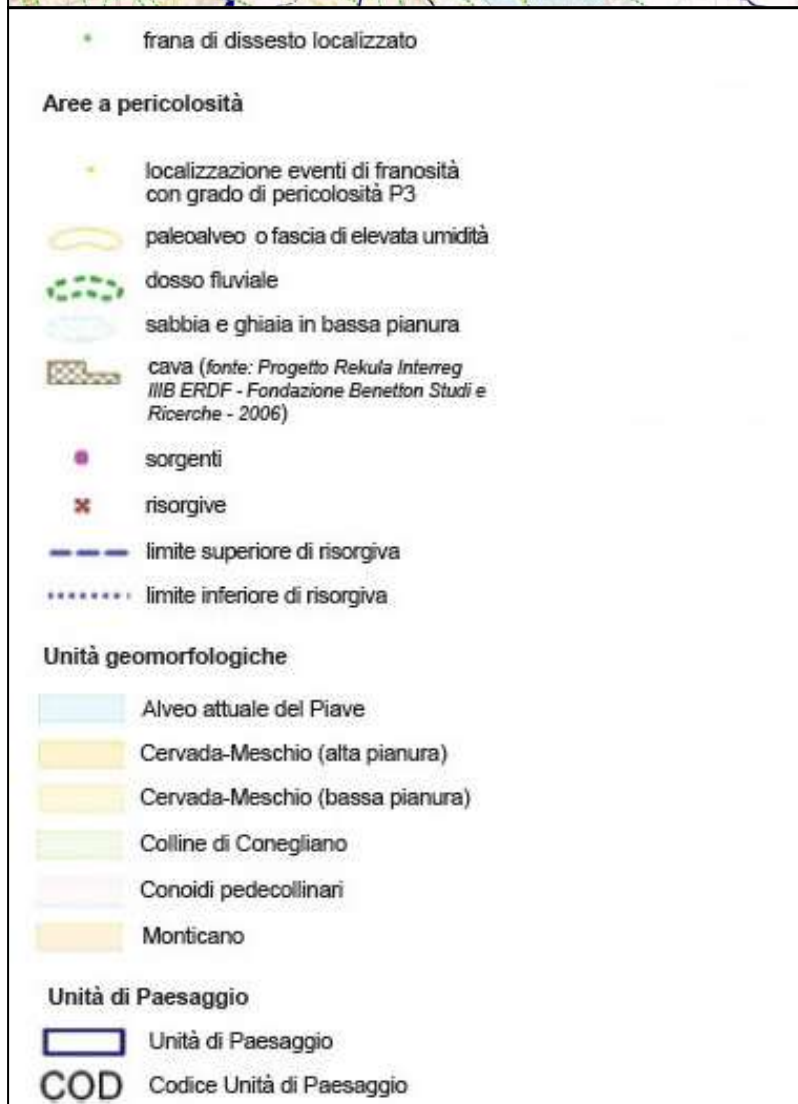 frana di dissesto localizzato
Aree a pericolosità
localizzazione eventi di franosità
con grado di pericolosità P3
paleoalveo o fascia di elevata umidità
dosso fluviale
sabbia e ghiaia in bassa pianura
cava (fonte: Progetto Rekula Interreg
IIIB ERDF - Fondazione Benetton Studi e
Ricerche - 2006)
sorgenti
risorgive
limite superiore di risorgiva
limite inferiore di risorgiva
Unità geomorfologiche
Alveo attuale del Piave
Cervada-Meschio (alta pianura)
Cervada-Meschio (bassa pianura)
Colline di Conegliano
Conoidi pedecollinari
Monticano
Unità di Paesaggio
Unità di Paesaggio
COD Codice Unità di Paesaggio